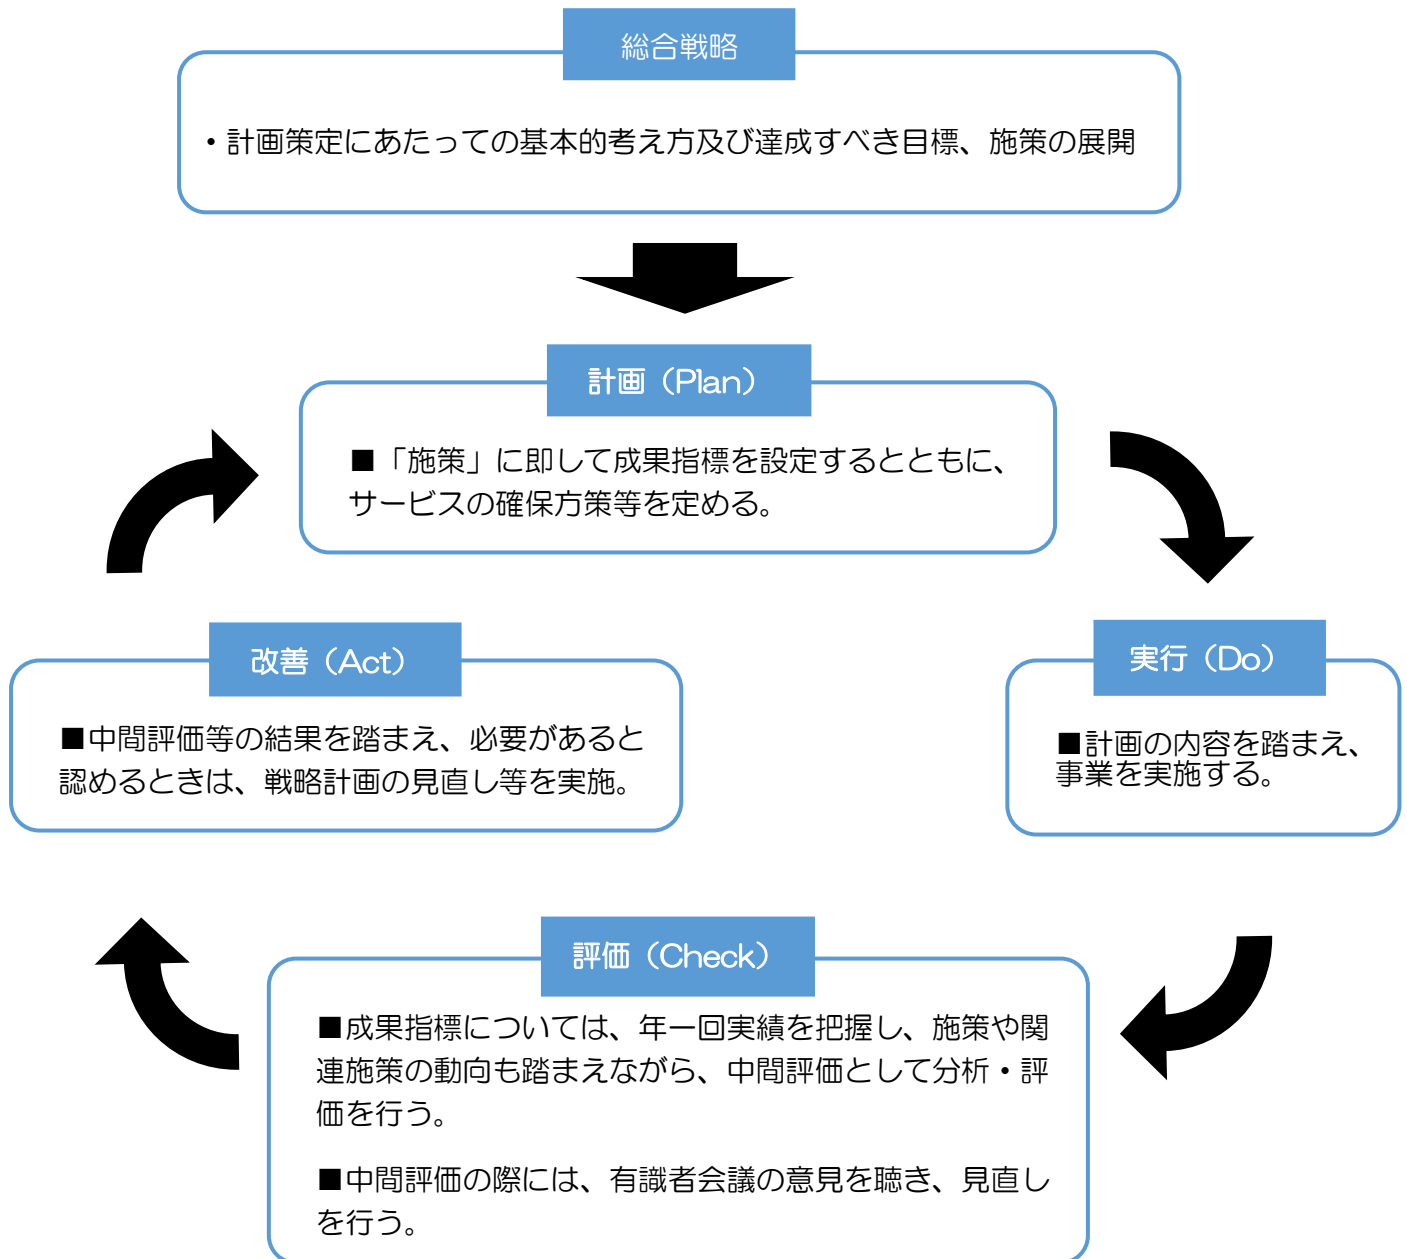 総合戦略
・計画策定にあたっての基本的考え方及び達成すべき目標、施策の展開
計画（Plan）
■「施策」に即して成果指標を設定するとともに、
サービスの確保方策等を定める。
改善（Act）
■中間評価等の結果を踏まえ、必要があると
認めるときは、戦略計画の見直し等を実施。
実行（Do）
■計画の内容を踏まえ、
事業を実施する。
評価（Check）
■成果指標については、年一回実績を把握し、施策や関
連施策の動向も踏まえながら、中間評価として分析・評
価を行う。
■中間評価の際には、有識者会議の意見を聴き、見直し
を行う。